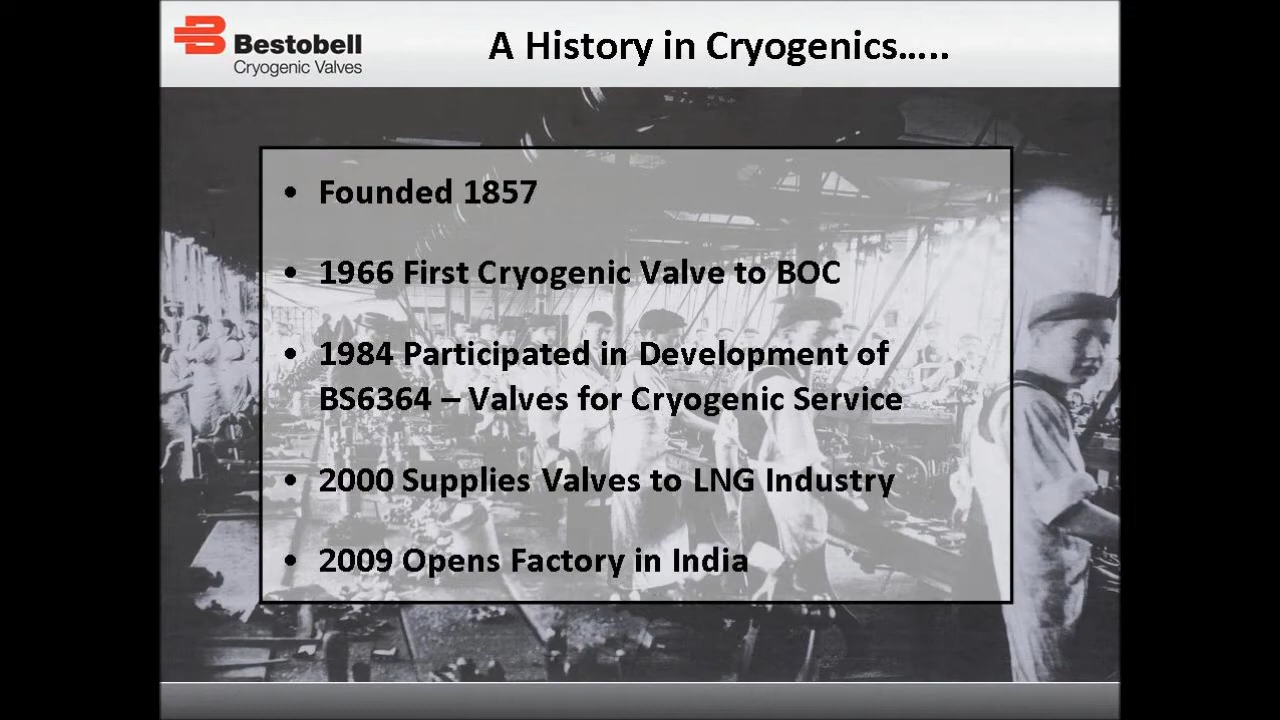 Bestobell
Cryogenic Valves
A History in Cryogenics.....
• Founded 1857
• 1966 First Cryogenic Valve to BOC
• 1984 Participated in Development of
BS6364 – Valves for Cryogenic Service
• 2000 Supplies Valves to LNG Industry
• 2009 Opens Factory in India